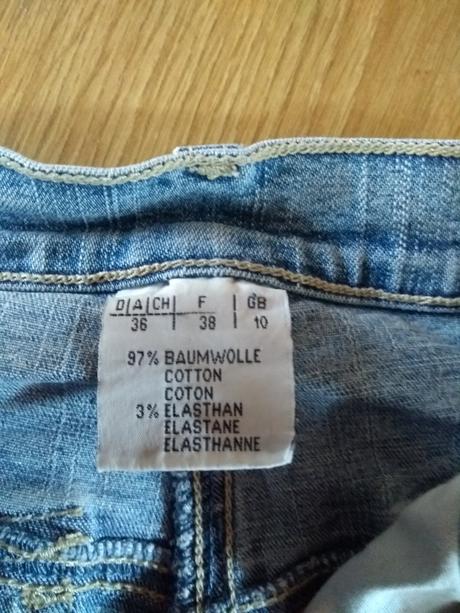 D|A|CH| F | GB
36 | 38 | 10
97% BAUMWOLLE
COTTON
COTON
3% ELASTHAN
ELASTANE
ELASTHANNE